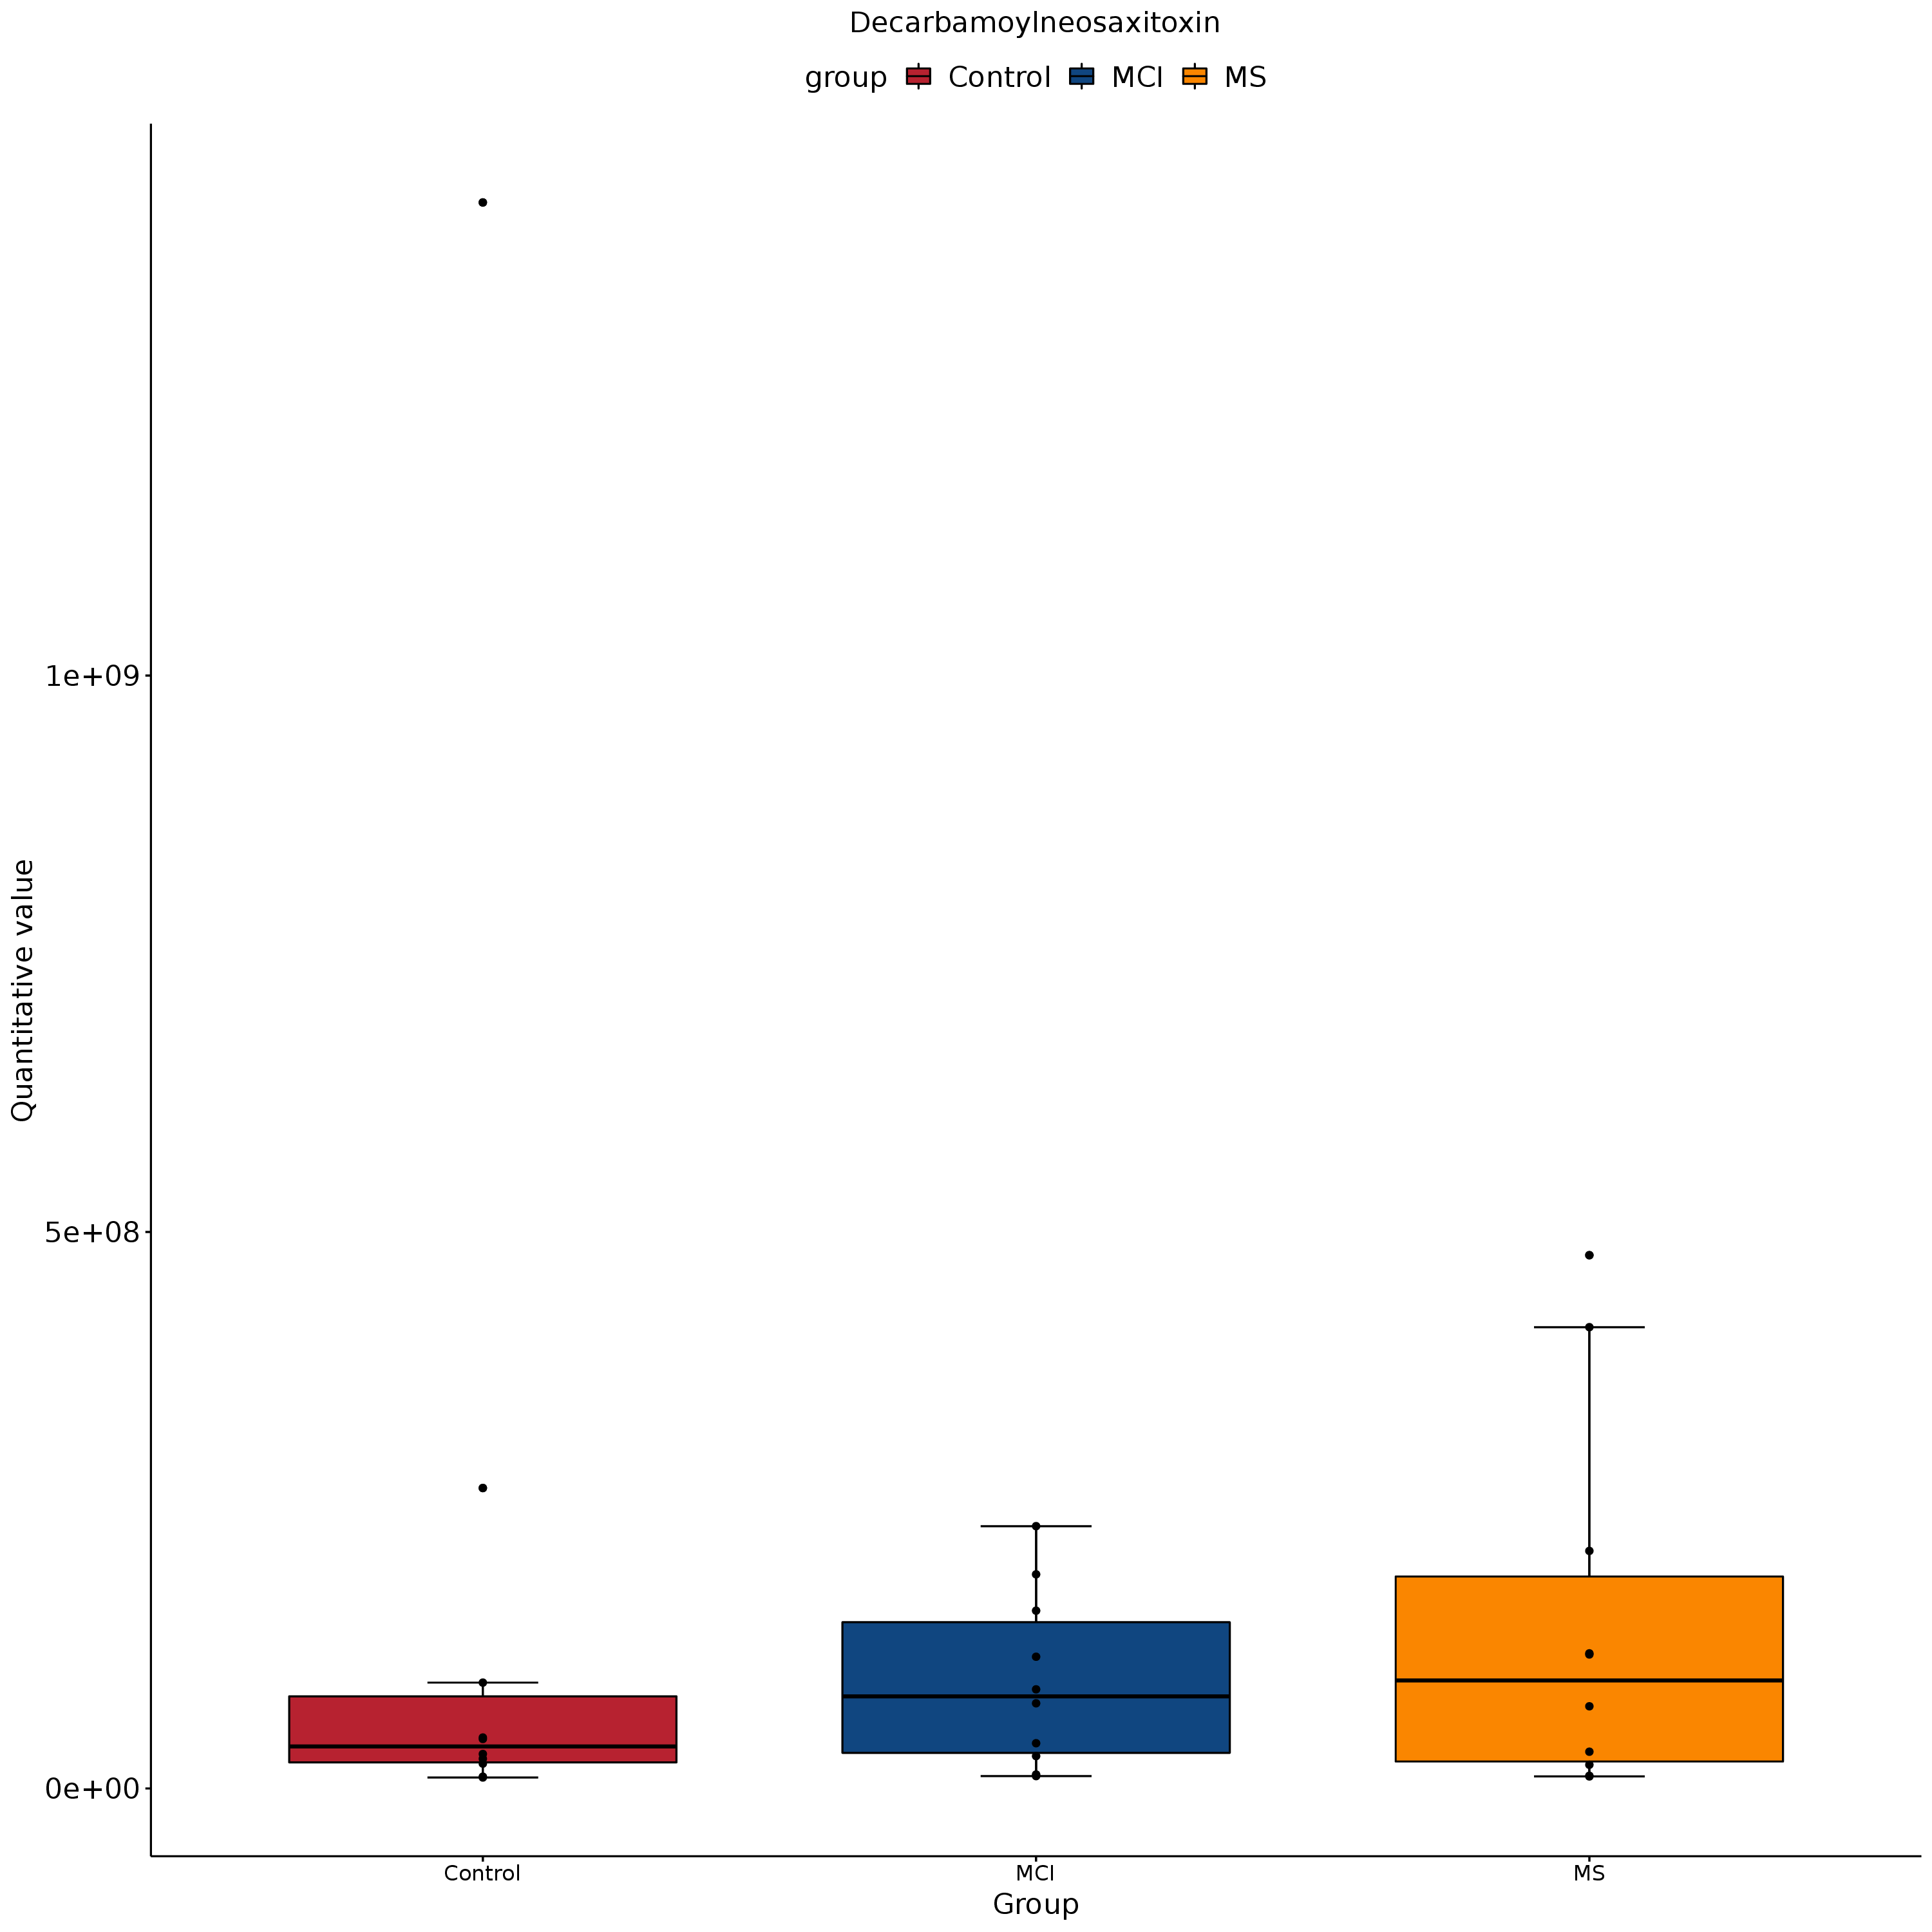 Decarbamoylneosaxitoxin
group Control MCI MS
Quantitative value
1e+09
5e+08
0e+00
Control MCI MS
Group